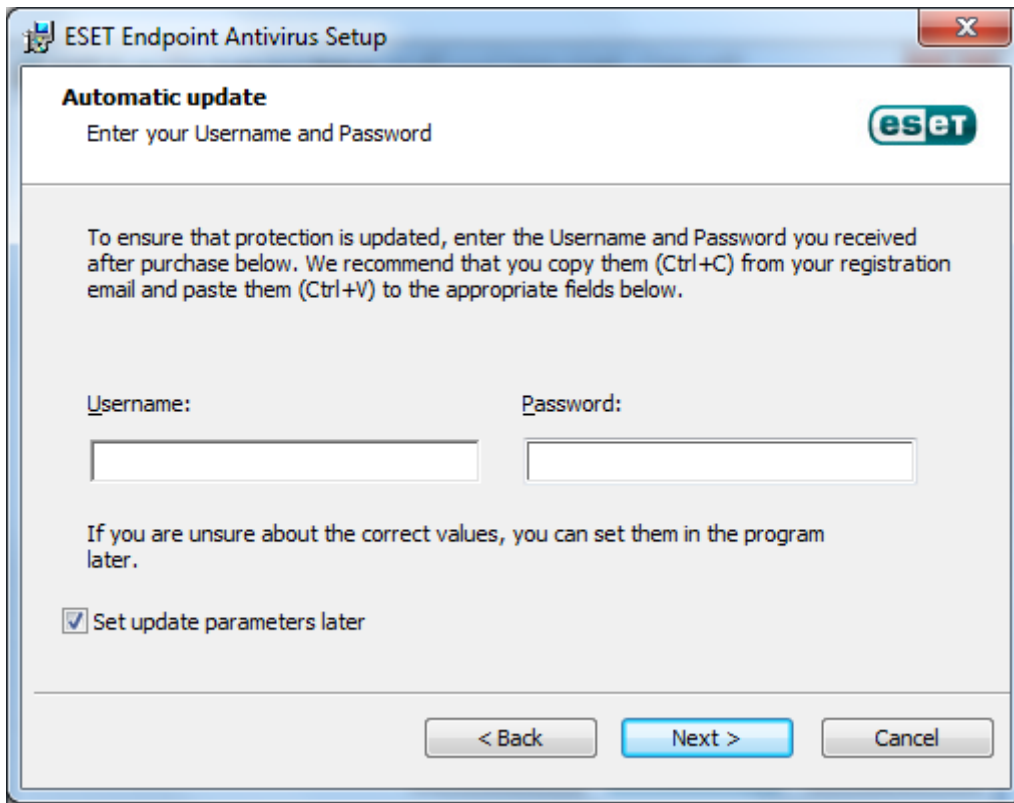 ESET Endpoint Antivirus Setup
Automatic update
Enter your Username and Password
eseT
To ensure that protection is updated, enter the Username and Password you received
after purchase below. We recommend that you copy them (Ctrl+C) from your registration
email and paste them (Ctrl+V) to the appropriate fields below.
Username: Password:
If you are unsure about the correct values, you can set them in the program
later.
Set update parameters later
< Back Next > Cancel